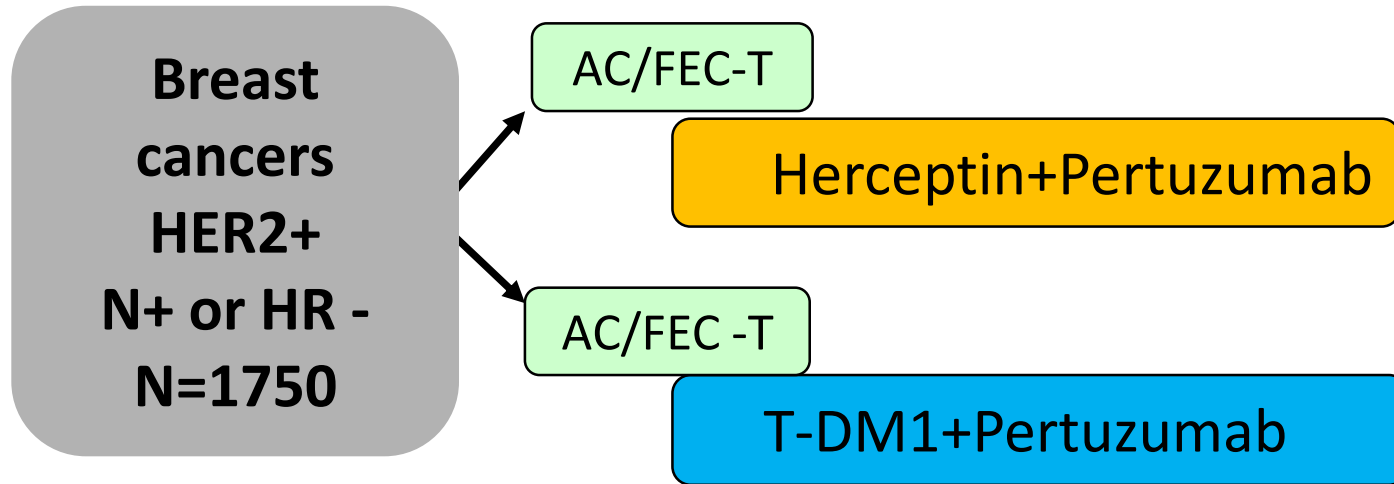 Breast
cancers
HER2+
N+ or HR -
N=1750
AC/FEC-T
Herceptin+Pertuzumab
AC/FEC -T
T-DM1+Pertuzumab